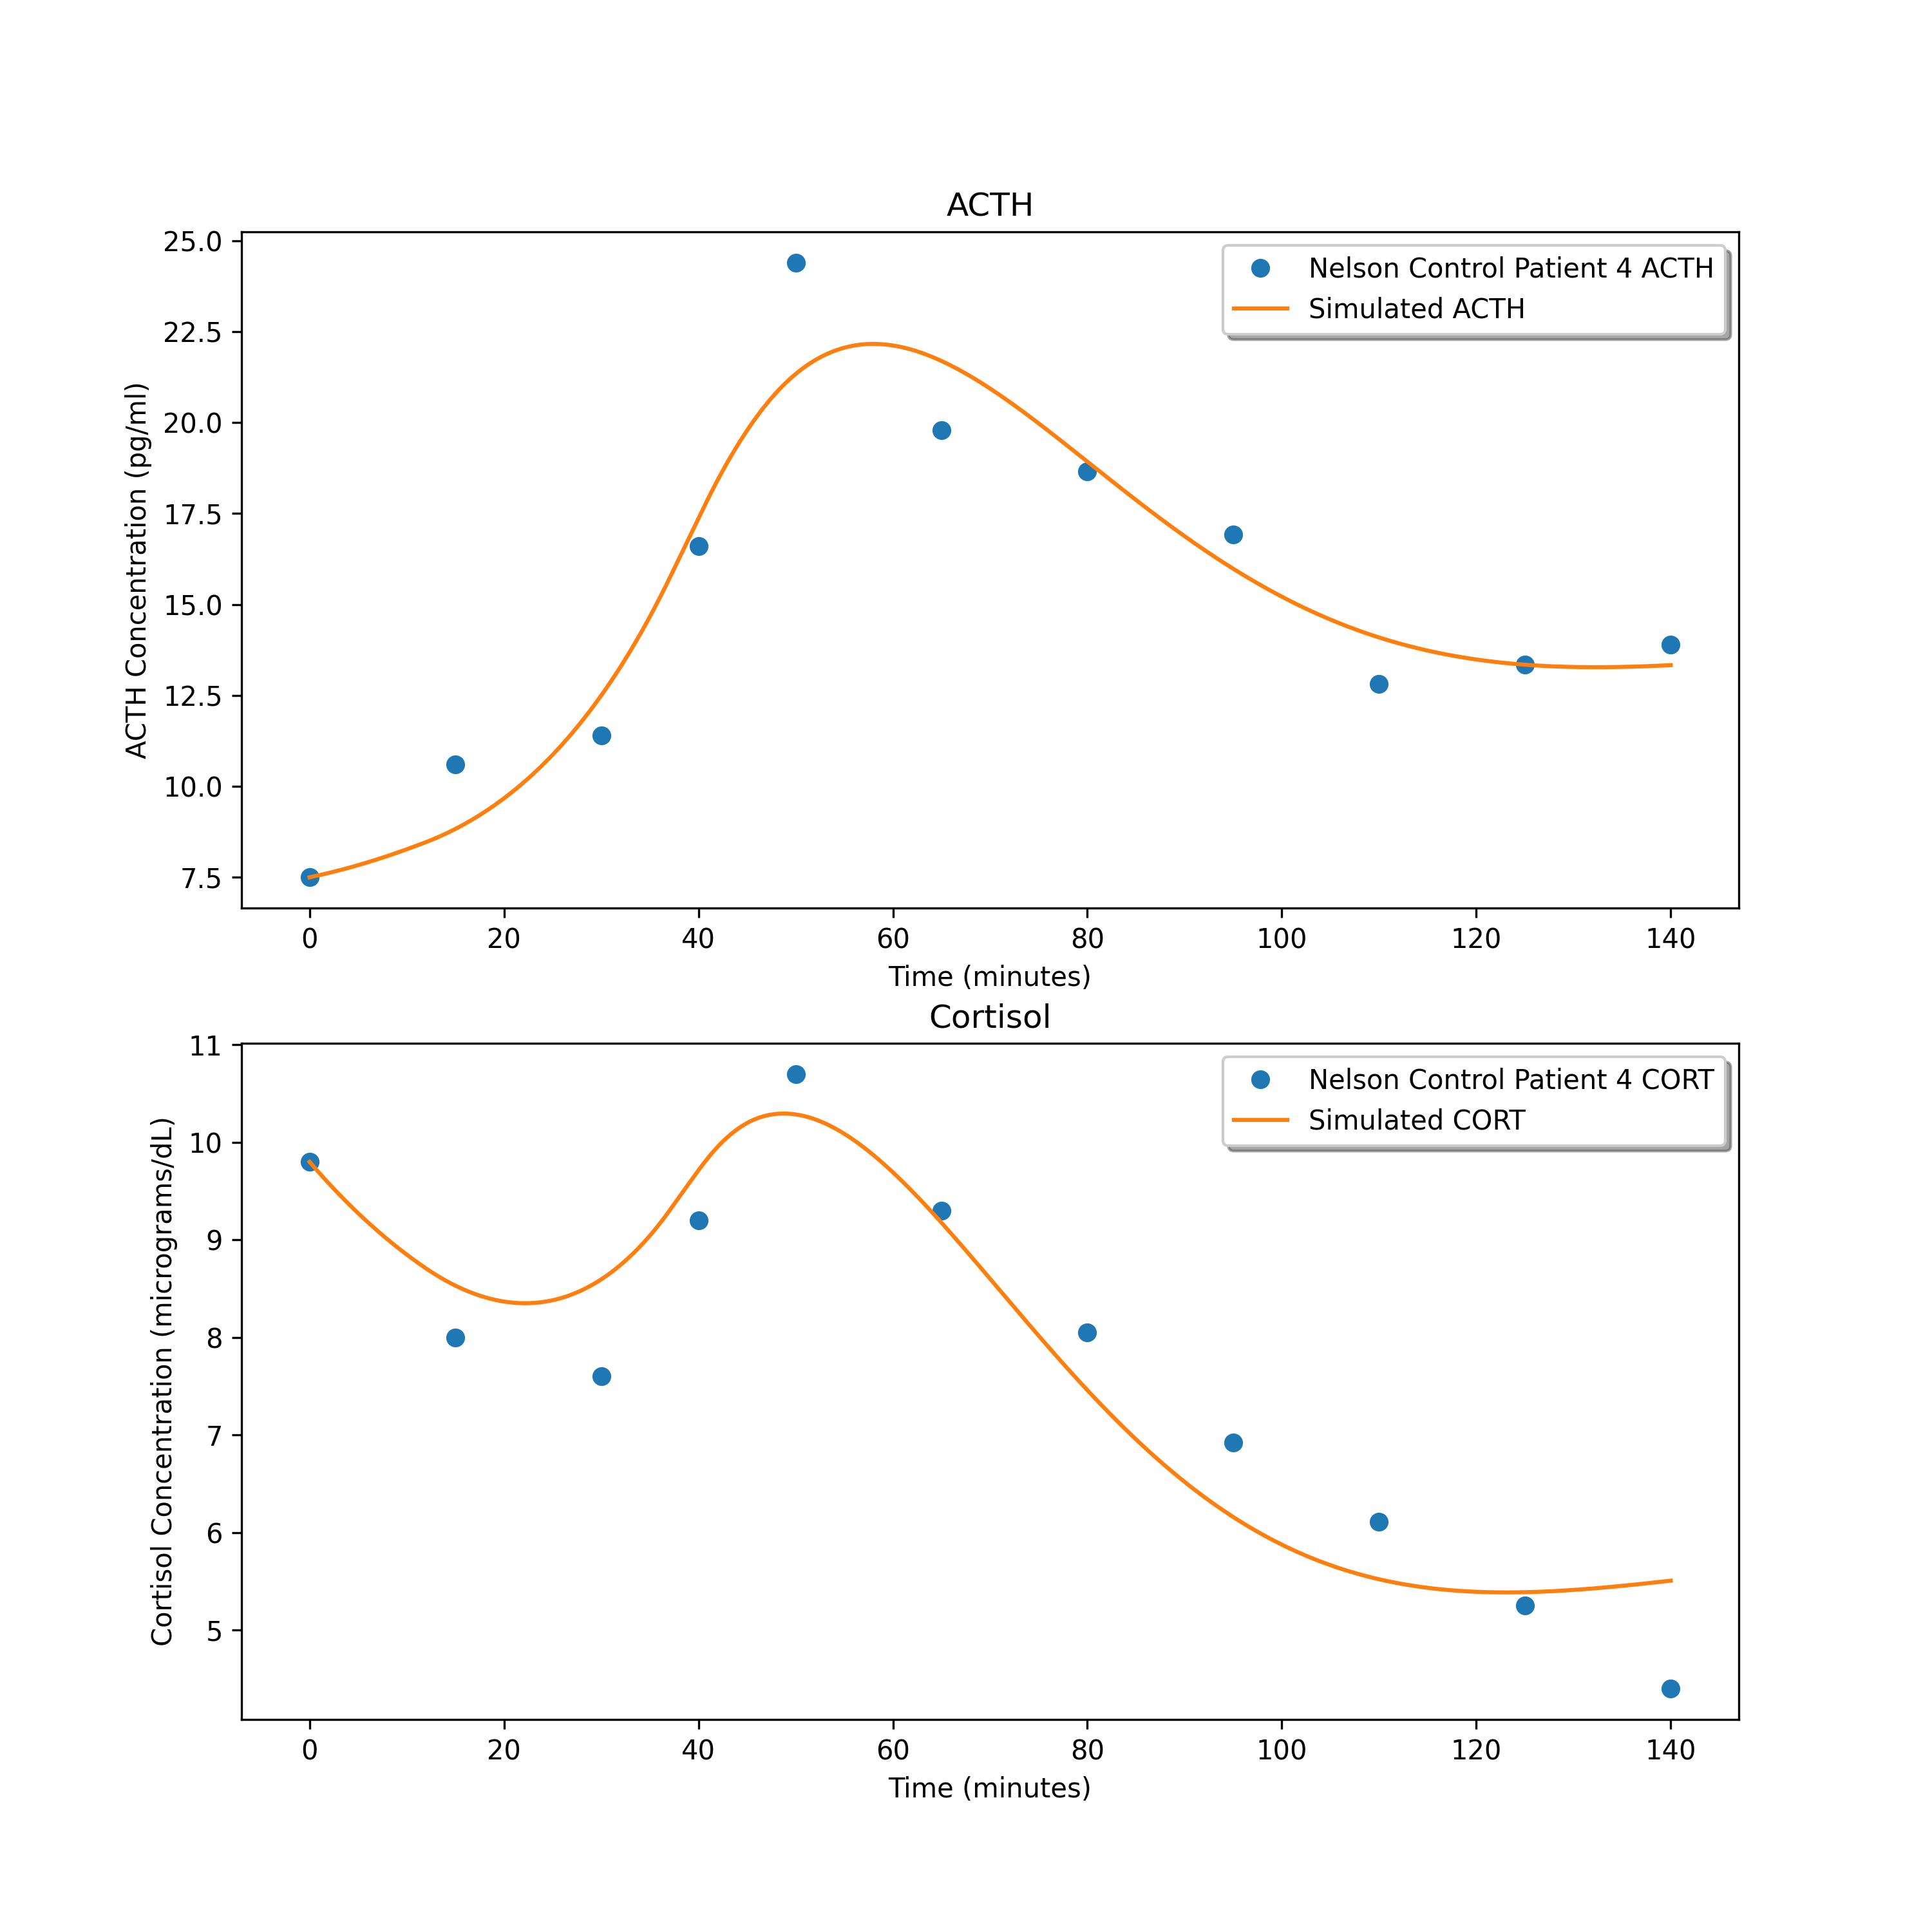 ACTH
25.0
22.5
20.0
17.5
15.0
12.5
10.0
7.5
ACTH Concentration (pg/ml)
Nelson Control Patient 4 ACTH
Simulated ACTH
0 20 40 60 80 100 120 140
Time (minutes)
Cortisol
11
10
9
8
7
6
5
Cortisol Concentration (micrograms/dL)
Nelson Control Patient 4 CORT
Simulated CORT
0 20 40 60 80 100 120 140
Time (minutes)